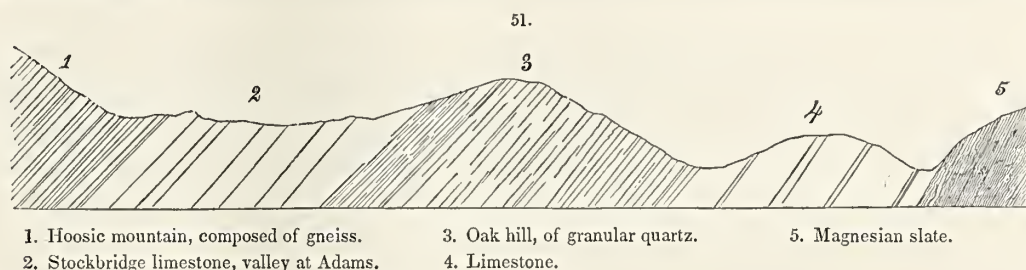 51.
1
2
3
4
5
1. Hoosic mountain, composed of gneiss.
2. Stockbridge limestone, valley at Adams.
3. Oak hill, of granular quartz.
4. Limestone.
5. Magnesian slate.